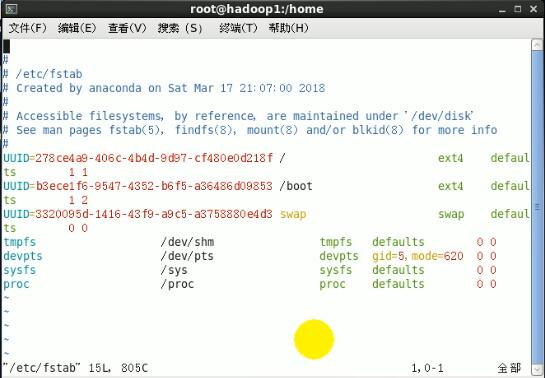 root@hadoop1:/home
文件(F) 编辑(E) 查看(V) 搜索 (S) 终端(T) 帮助(H)
#
# /etc/fstab
# Created by anaconda on Sat Mar 17 21:07:00 2018
#
# Accessible filesystems, by reference, are maintained under '/dev/disk'
# See man pages fstab(5), findfs(8), mount(8) and/or blkid(8) for more info
#
UUID=278ce4a9-406c-4b4d-9d97-cf480e0d218f / ext4 defaul
ts 1 1
UUID=b3ece1f6-9547-4352-b6f5-a36486d09853 /boot ext4 defaul
ts 1 2
UUID=3320095d-1416-43f9-a9c5-a3758880e4d3 swap swap defaul
ts 0 0
tmpfs /dev/shm tmpfs defaults 0 0
devpts /dev/pts devpts gid=5,mode=620 0 0
sysfs /sys sysfs defaults 0 0
proc /proc proc defaults 0 0
~
~
~
~
~
"/etc/fstab" 15L, 805C 1,0-1 全部